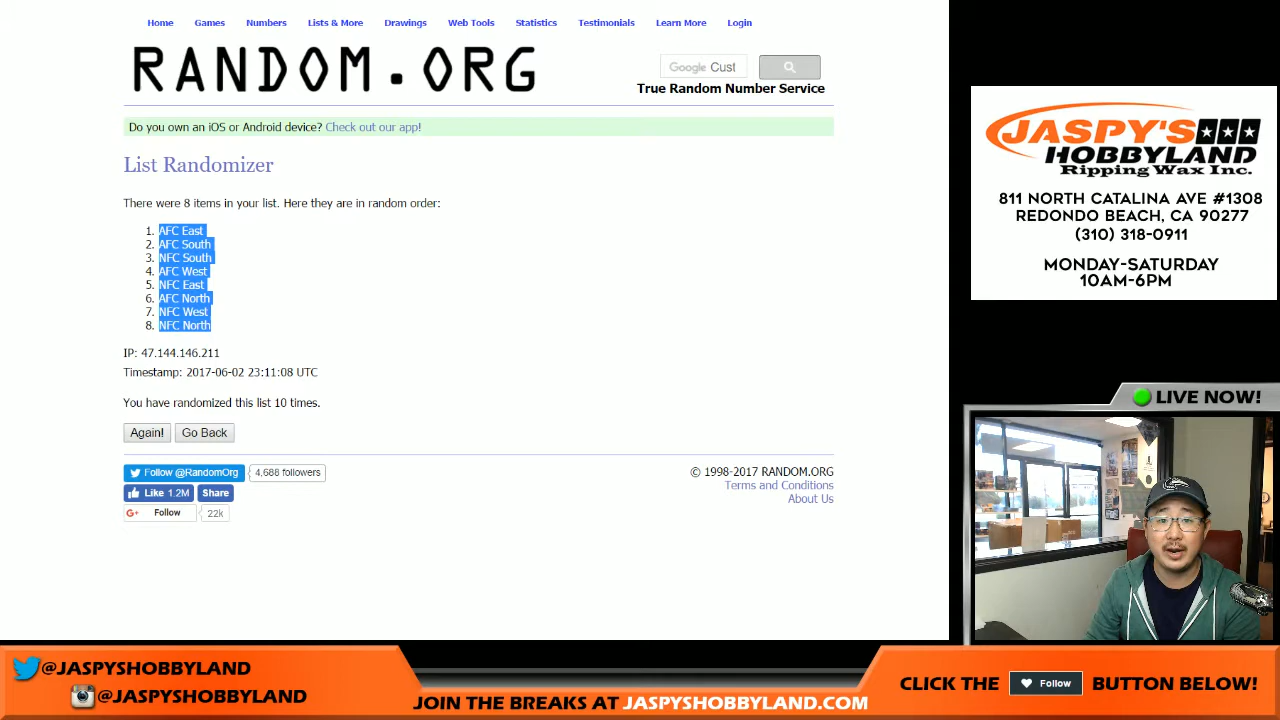 Home Games Numbers Lists & More Drawings Web Tools Statistics Testimonials Learn More Login
RANDOM.ORG
Google Cust
True Random Number Service
Do you own an iOS or Android device? Check out our app!
List Randomizer
There were 8 items in your list. Here they are in random order:
1. AFC East
2. AFC South
3. NFC South
4. AFC West
5. NFC East
6. AFC North
7. NFC West
8. NFC North
IP: 47.144.146.211
Timestamp: 2017-06-02 23:11:08 UTC
You have randomized this list 10 times.
Again! Go Back
Follow @RandomOrg 4,688 followers
Like 1.2M Share
G+ Follow 22k
© 1998-2017 RANDOM.ORG
Terms and Conditions
About Us
JASPY'S
HOBBYLAND
Ripping Wax Inc.
811 NORTH CATALINA AVE #1308
REDONDO BEACH, CA 90277
(310) 318-0911
MONDAY-SATURDAY
10AM-6PM
LIVE NOW!
@JASPYSHOBBYLAND
@JASPYSHOBBYLAND
JOIN THE BREAKS AT JASPYSHOBBYLAND.COM
CLICK THE Follow BUTTON BELOW!